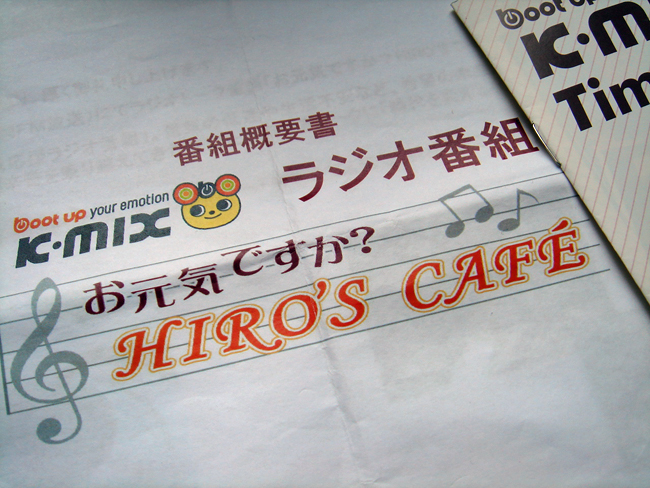 番組概要書
ラジオ番組
boot up your emotion
K・MIX
お元気ですか?
HIRO'S CAFÉ
boot up
K・M
Tim